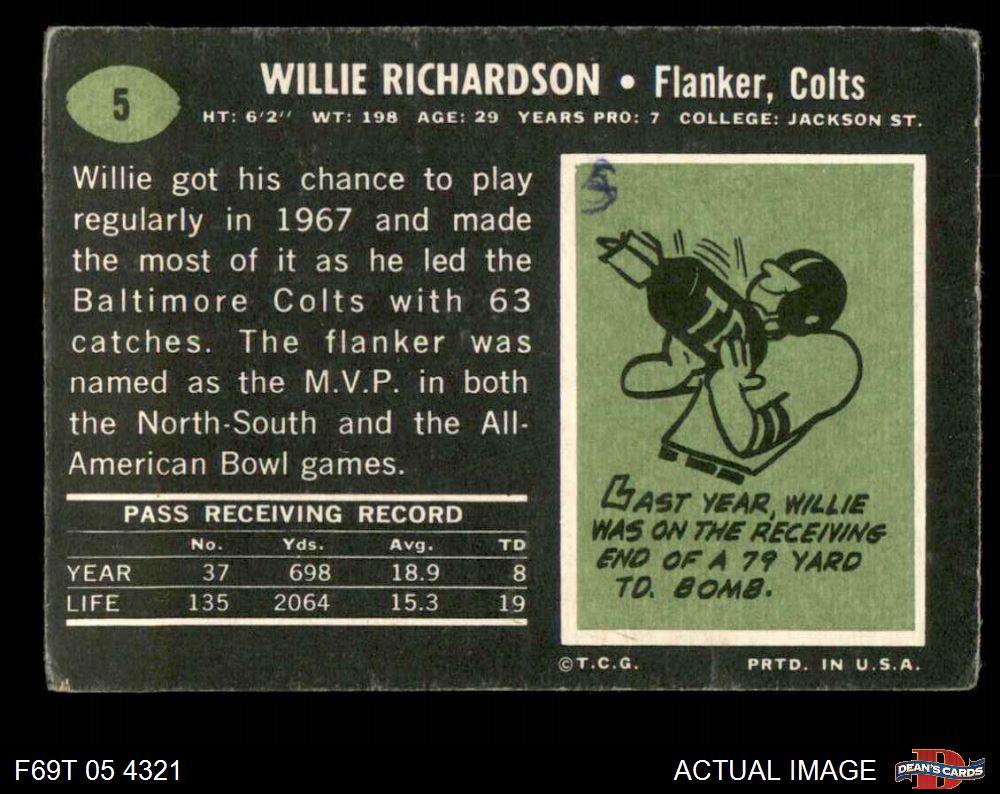 5
WILLIE RICHARDSON • Flanker, Colts
HT: 6'2'' WT: 198 AGE: 29 YEARS PRO: 7 COLLEGE: JACKSON ST.
Willie got his chance to play
regularly in 1967 and made
the most of it as he led the
Baltimore Colts with 63
catches. The flanker was
named as the M.V.P. in both
the North-South and the All-
American Bowl games.
PASS RECEIVING RECORD
No. Yds. Avg. TD
YEAR 37 698 18.9 8
LIFE 135 2064 15.3 19
TD
LAST YEAR, WILLIE
WAS ON THE RECEIVING
END OF A 79 YARD
TD. BOMB.
©T.C.G. PRTD. IN U.S.A.
F69T 05 4321
ACTUAL IMAGE
DEAN'S CARDS